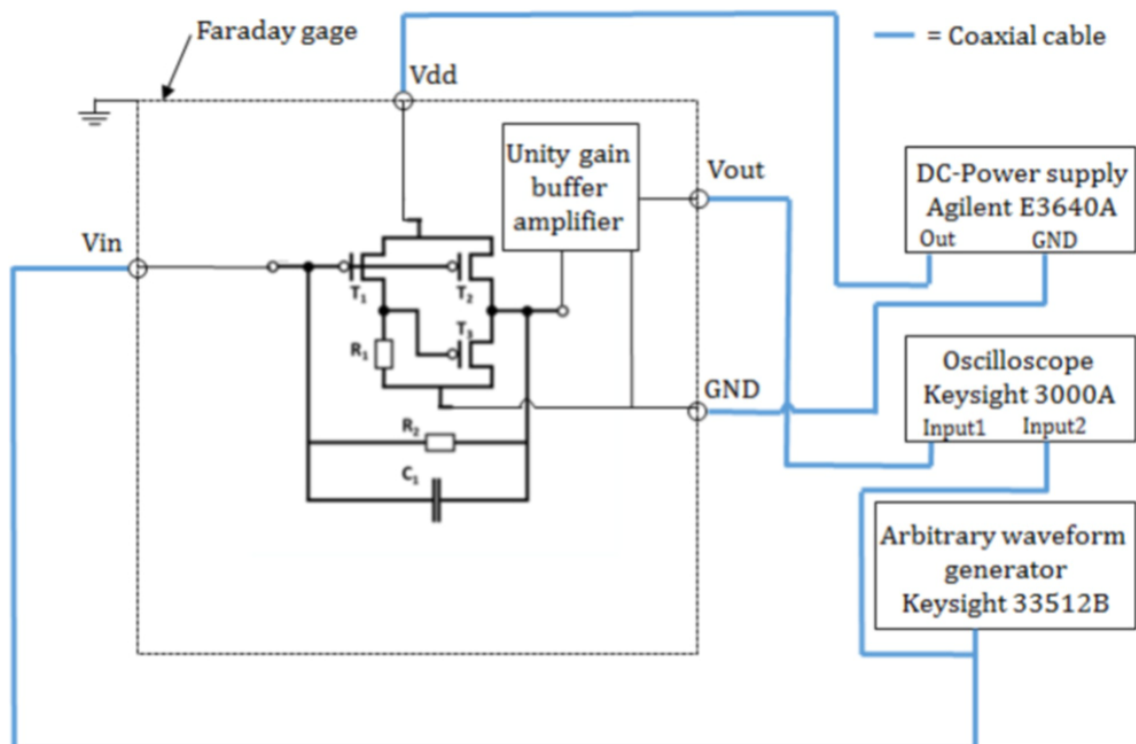 Faraday gage
= Coaxial cable
Vdd
Unity gain
buffer
amplifier
Vout
DC-Power supply
Agilent E3640A
Out GND
Vin
T₁
T₂
T₃
R₁
Oscilloscope
Keysight 3000A
Input1 Input2
GND
R₂
C₁
Arbitrary waveform
generator
Keysight 33512B